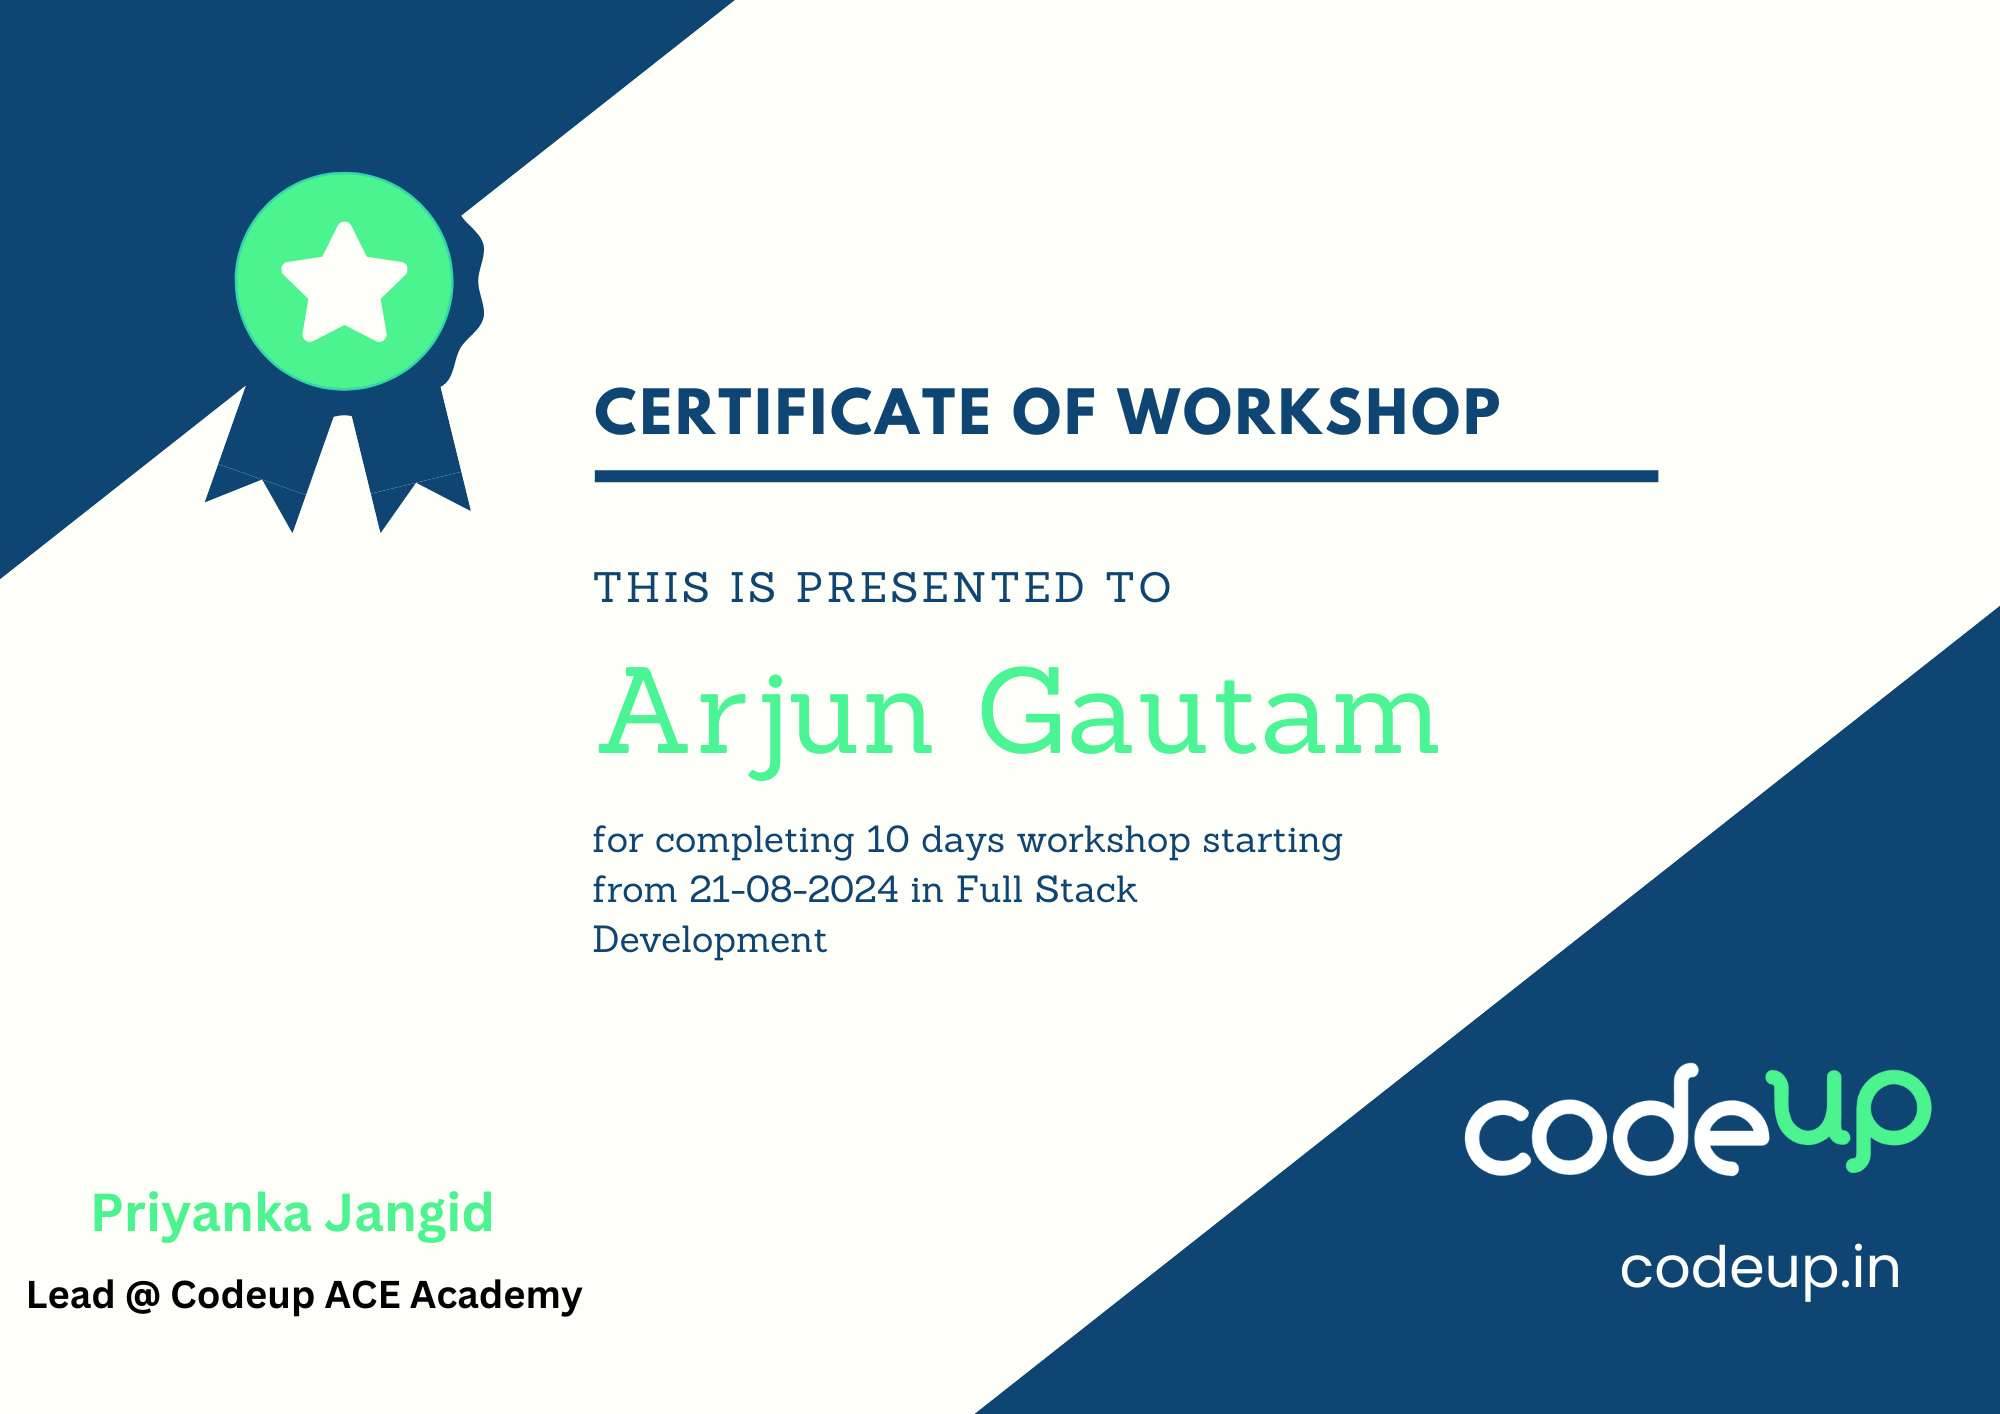 CERTIFICATE OF WORKSHOP
THIS IS PRESENTED TO
Arjun Gautam
for completing 10 days workshop starting
from 21-08-2024 in Full Stack
Development
codeup
Priyanka Jangid
Lead @ Codeup ACE Academy
codeup.in